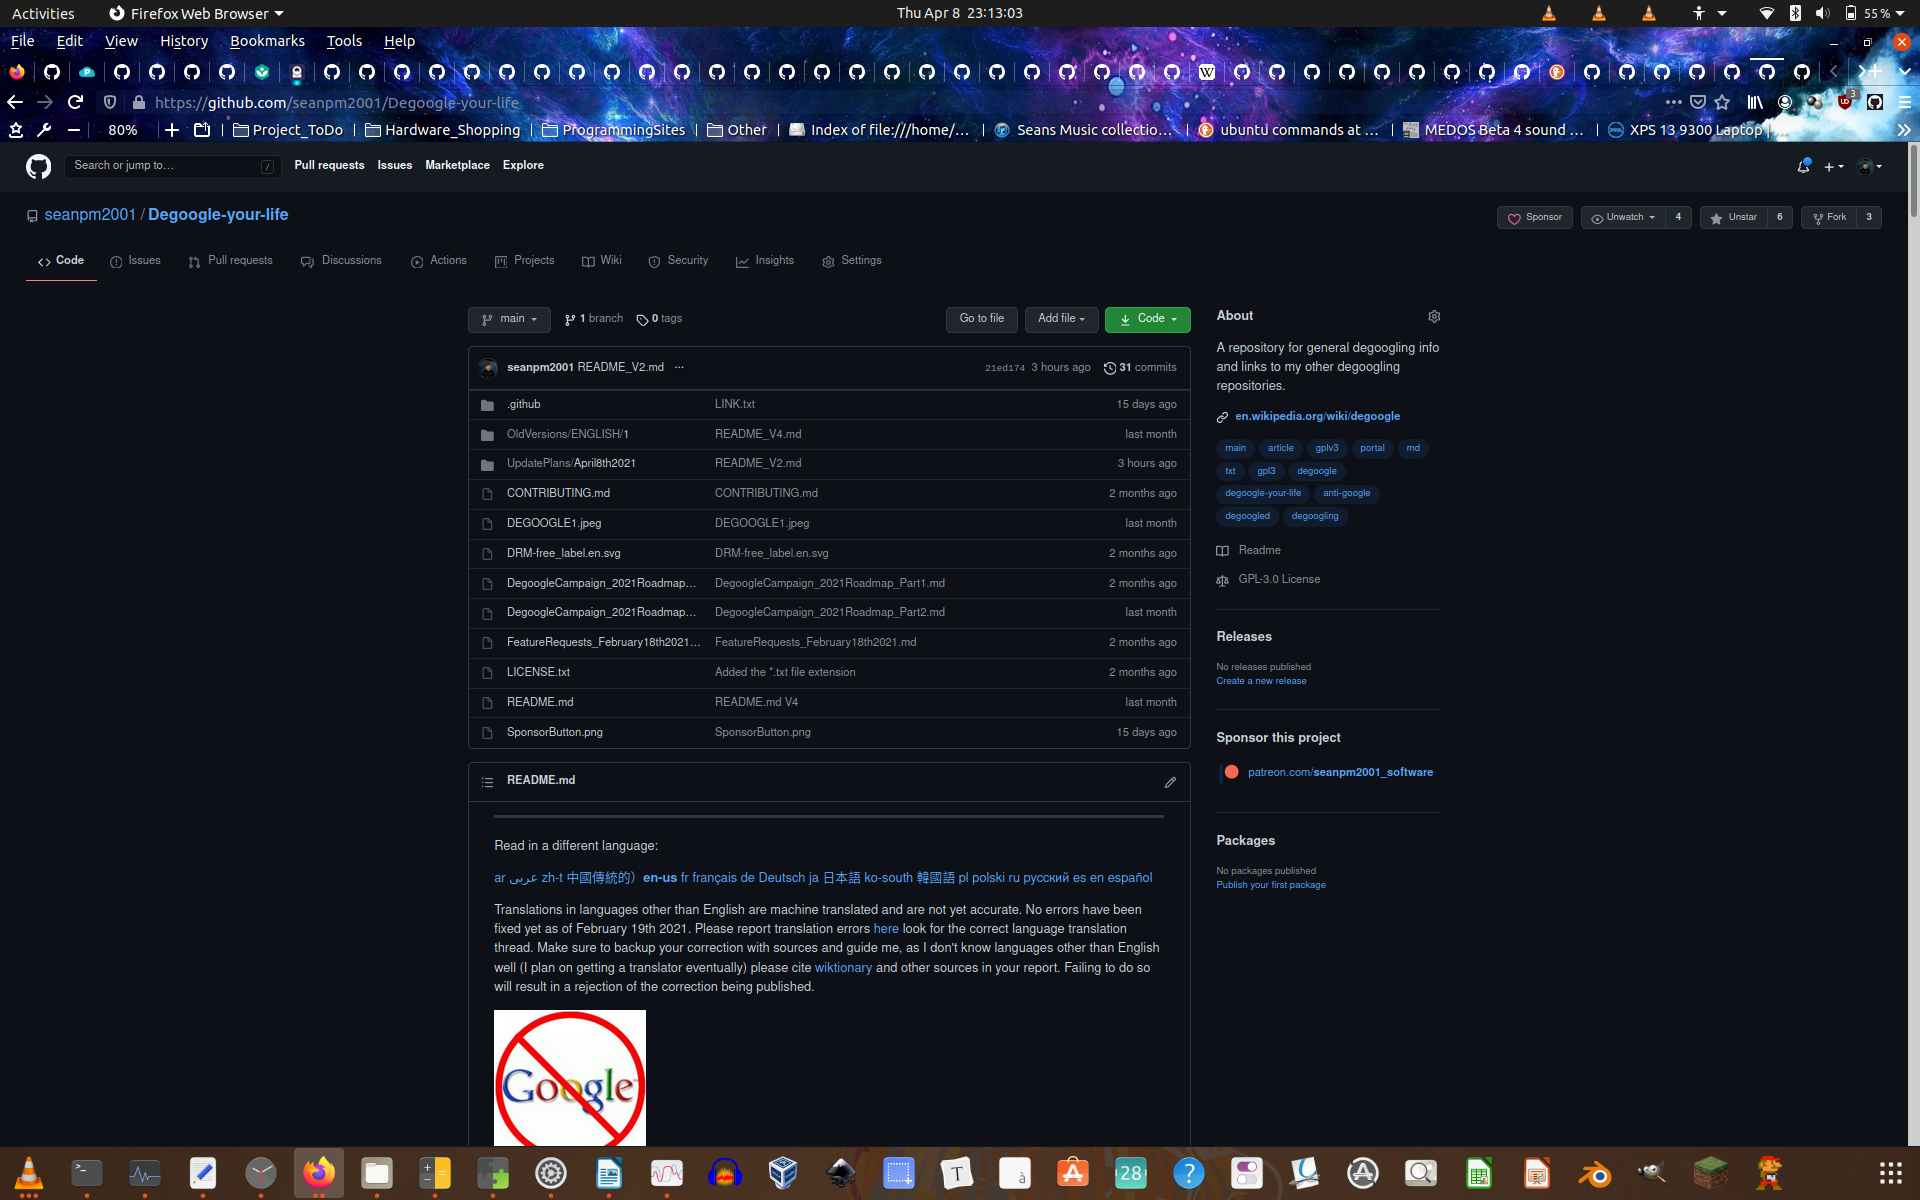 Activities Firefox Web Browser Thu Apr 8 23:13:03 55 %
File Edit View History Bookmarks Tools Help
https://github.com/seanpm2001/Degoogle-your-life 3
80% Project_ToDo Hardware_Shopping ProgrammingSites Other Index of file:///home/... Seans Music collectio... ubuntu commands at ... MEDOS Beta 4 sound ... XPS 13 9300 Laptop | ...
Search or jump to... / Pull requests Issues Marketplace Explore
seanpm2001 / Degoogle-your-life Sponsor Unwatch 4 Unstar 6 Fork 3
Code Issues Pull requests Discussions Actions Projects Wiki Security Insights Settings
main 1 branch 0 tags Go to file Add file Code
seanpm2001 README_V2.md ... 21ed174 3 hours ago 31 commits
.github LINK.txt 15 days ago
OldVersions/ENGLISH/1 README_V4.md last month
UpdatePlans/April8th2021 README_V2.md 3 hours ago
CONTRIBUTING.md CONTRIBUTING.md 2 months ago
DEGOOGLE1.jpeg DEGOOGLE1.jpeg last month
DRM-free_label.en.svg DRM-free_label.en.svg 2 months ago
DegoogleCampaign_2021Roadmap... DegoogleCampaign_2021Roadmap_Part1.md 2 months ago
DegoogleCampaign_2021Roadmap... DegoogleCampaign_2021Roadmap_Part2.md last month
FeatureRequests_February18th2021... FeatureRequests_February18th2021.md 2 months ago
LICENSE.txt Added the *.txt file extension 2 months ago
README.md README.md V4 last month
SponsorButton.png SponsorButton.png 15 days ago
README.md
Read in a different language:
ar عربى zh-t 中國傳統的）en-us fr français de Deutsch ja 日本語 ko-south 韓國語 pl polski ru русский es en español
Translations in languages other than English are machine translated and are not yet accurate. No errors have been
fixed yet as of February 19th 2021. Please report translation errors here look for the correct language translation
thread. Make sure to backup your correction with sources and guide me, as I don't know languages other than English
well (I plan on getting a translator eventually) please cite wiktionary and other sources in your report. Failing to do so
will result in a rejection of the correction being published.
Google
About
A repository for general degoogling info
and links to my other degoogling
repositories.
en.wikipedia.org/wiki/degoogle
main article gplv3 portal md
txt gpl3 degoogle
degoogle-your-life anti-google
degoogled degoogling
Readme
GPL-3.0 License
Releases
No releases published
Create a new release
Sponsor this project
patreon.com/seanpm2001_software
Packages
No packages published
Publish your first package